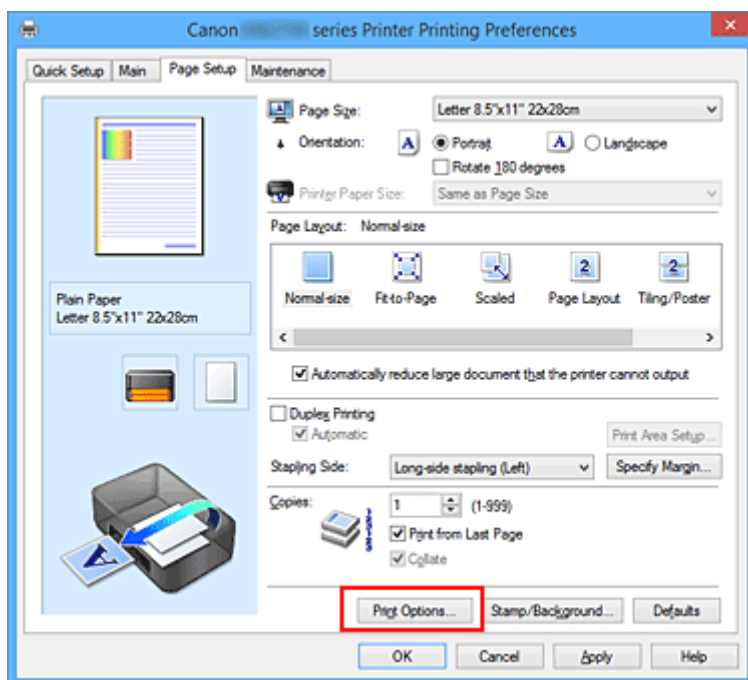 Canon series Printer Printing Preferences
Quick Setup Main Page Setup Maintenance
Page Size: Letter 8.5"x11" 22x28cm
Orientation: A Portrait A Landscape
Rotate 180 degrees
Printer Paper Size: Same as Page Size
Page Layout: Normal-size
2 2
Normal-size Fit-to-Page Scaled Page Layout Tiling/Poster
Plain Paper
Letter 8.5"x11" 22x28cm
Automatically reduce large document that the printer cannot output
Duplex Printing
Automatic
Print Area Setup...
Stapling Side: Long-side stapling (Left) Specify Margin...
Copies: 1 (1-999)
Print from Last Page
Collate
A
Print Options... Stamp/Background... Defaults
OK Cancel Apply Help